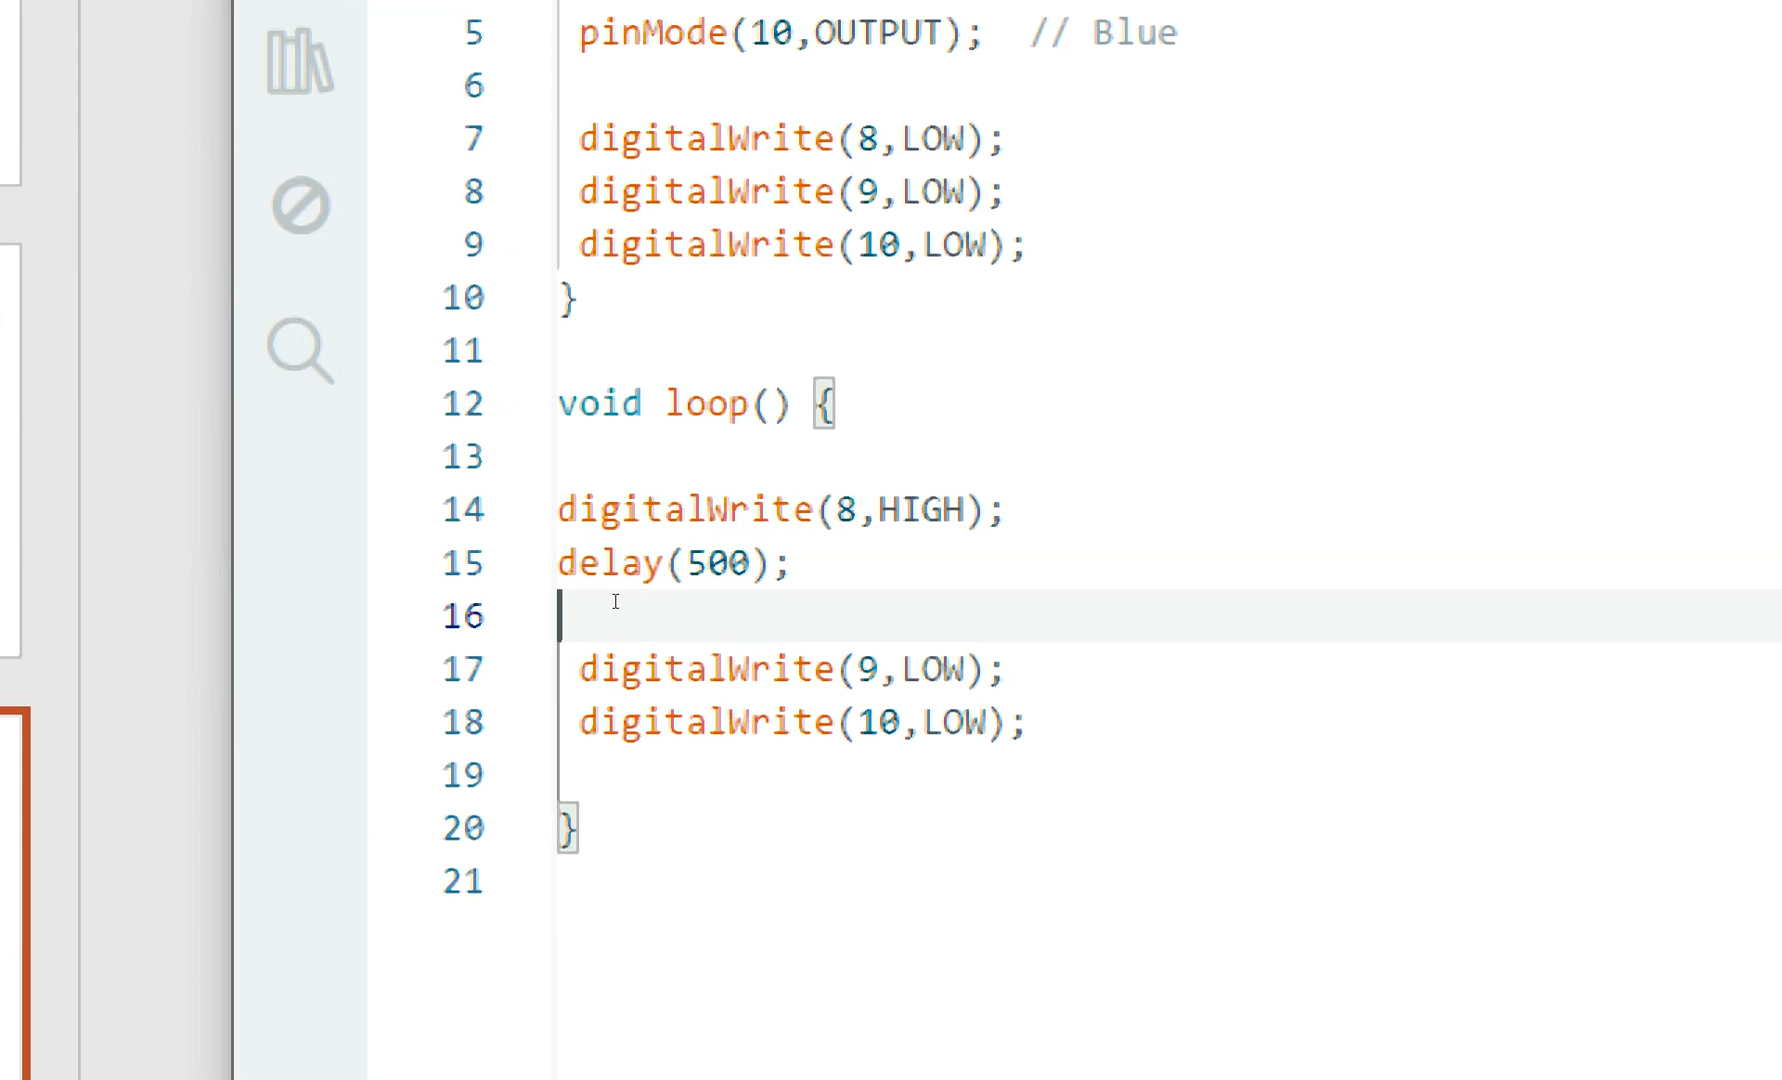 5 pinMode(10,OUTPUT); // Blue
6
7 digitalWrite(8,LOW);
8 digitalWrite(9,LOW);
9 digitalWrite(10,LOW);
10 }
11
12 void loop() {
13
14 digitalWrite(8,HIGH);
15 delay(500);
16
17 digitalWrite(9,LOW);
18 digitalWrite(10,LOW);
19
20 }
21